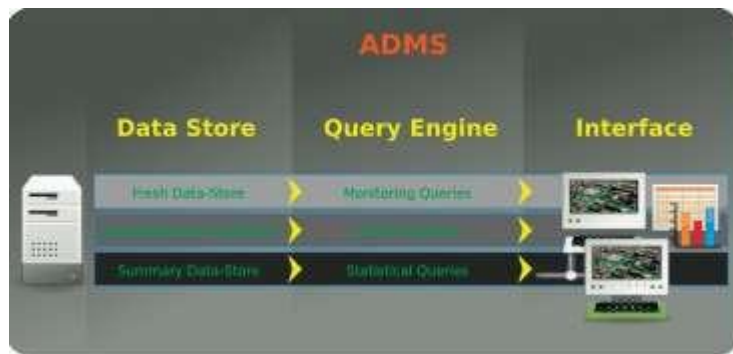 ADMS
Data Store Query Engine Interface
Fresh Data-Store Monitoring Queries
Summary Data-Store Statistical Queries